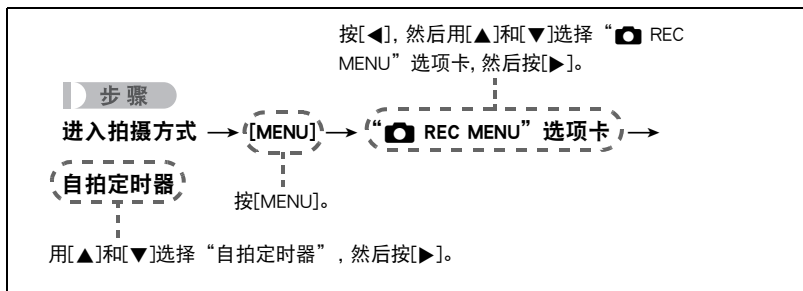 按[◀]，然后用[▲]和[▼]选择“📷 REC
MENU”选项卡，然后按[▶]。
步骤
进入拍摄方式 → [MENU] → “📷 REC MENU”选项卡 →
自拍定时器
按[MENU]。
用[▲]和[▼]选择“自拍定时器”，然后按[▶]。